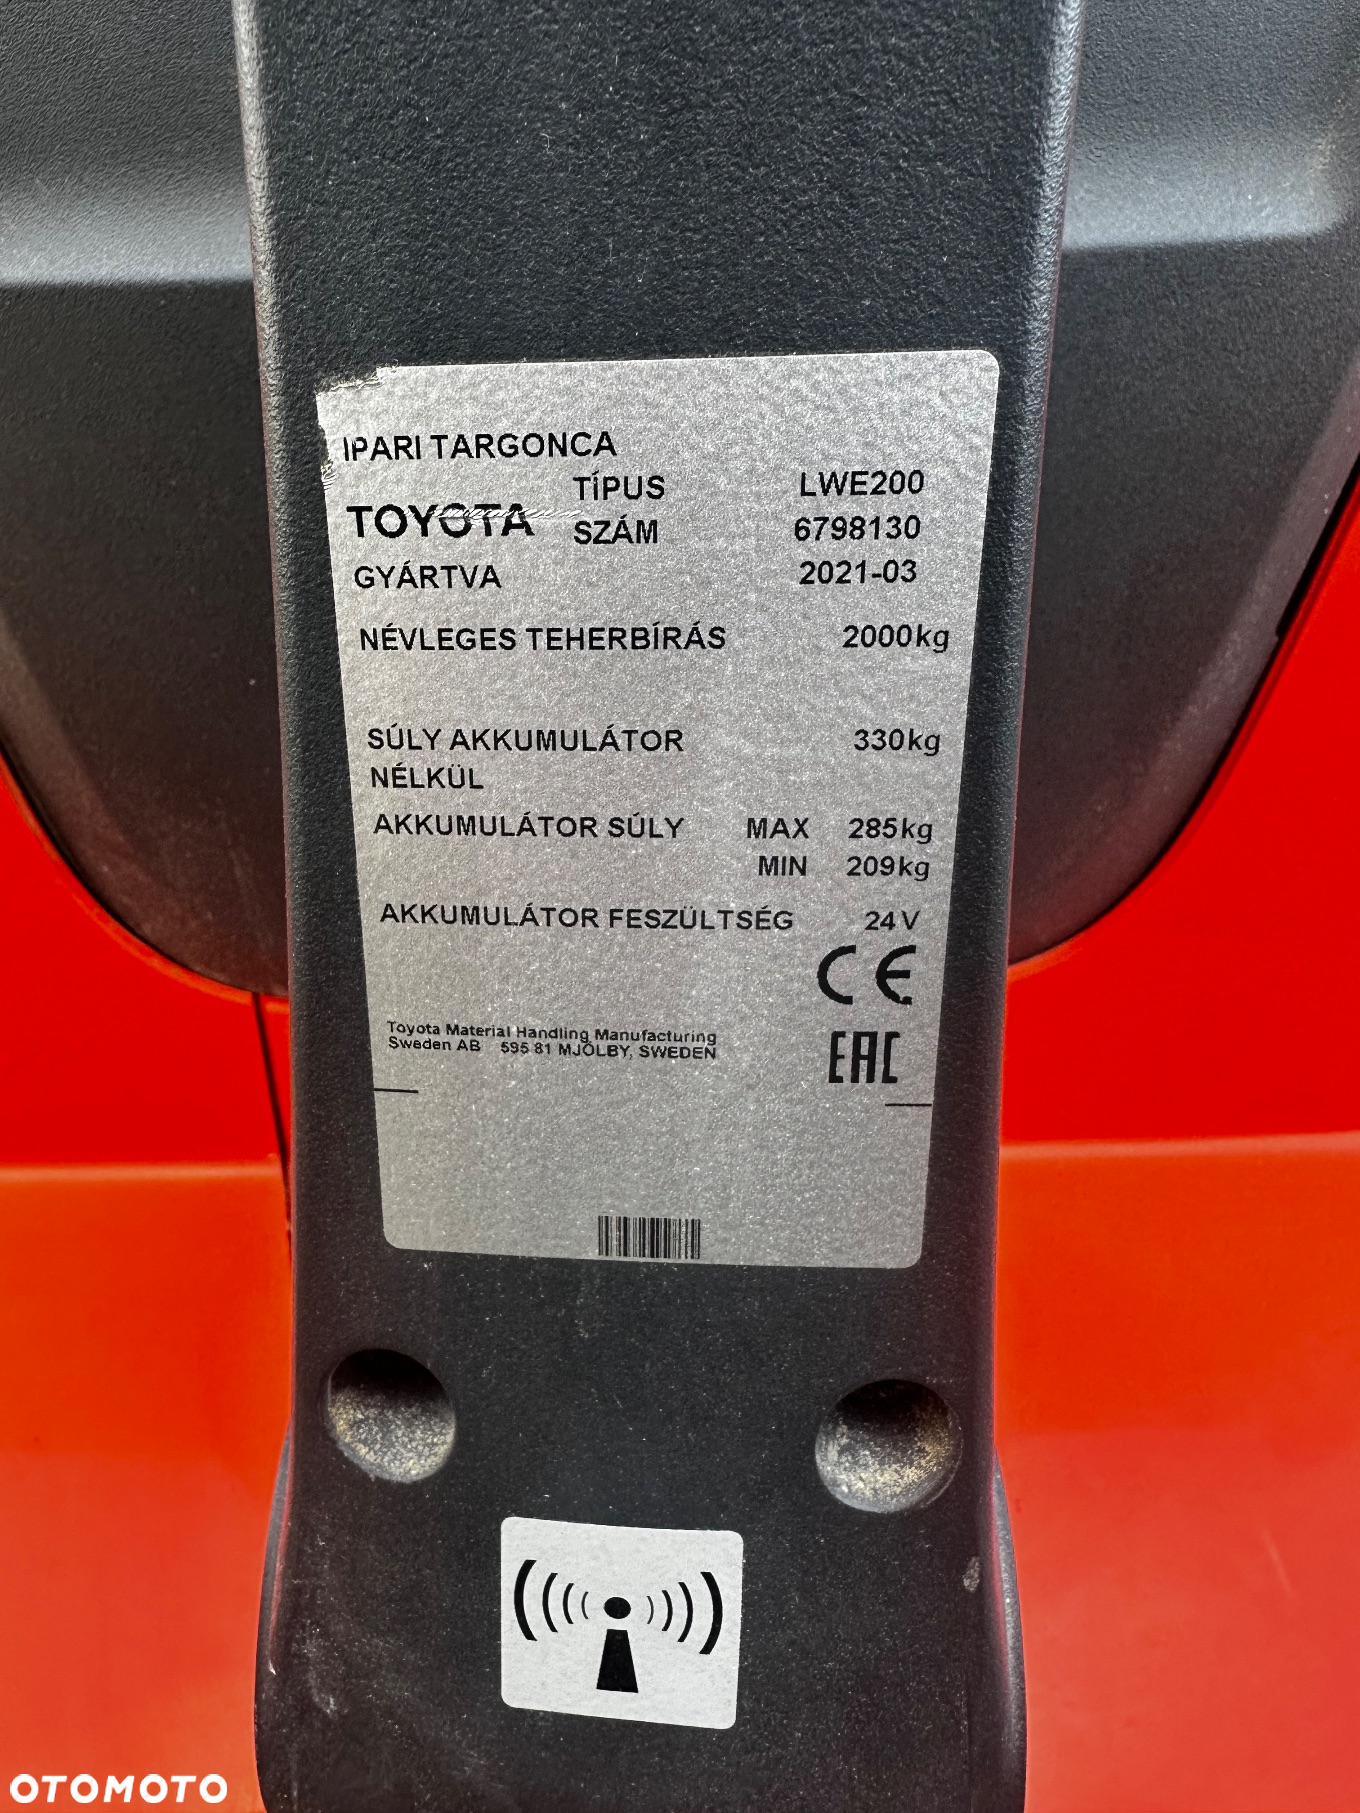 IPARI TARGONCA
TÍPUS LWE200
TOYOTA SZÁM 6798130
GYÁRTVA 2021-03
NÉVLEGES TEHERBÍRÁS 2000kg
SÚLY AKKUMULÁTOR 330kg
NÉLKÜL
AKKUMULÁTOR SÚLY MAX 285kg
MIN 209kg
AKKUMULÁTOR FESZÜLTSÉG 24V
CE
Toyota Material Handling Manufacturing
Sweden AB 595 81 MJÖLBY, SWEDEN
EAC
OTOMOTO